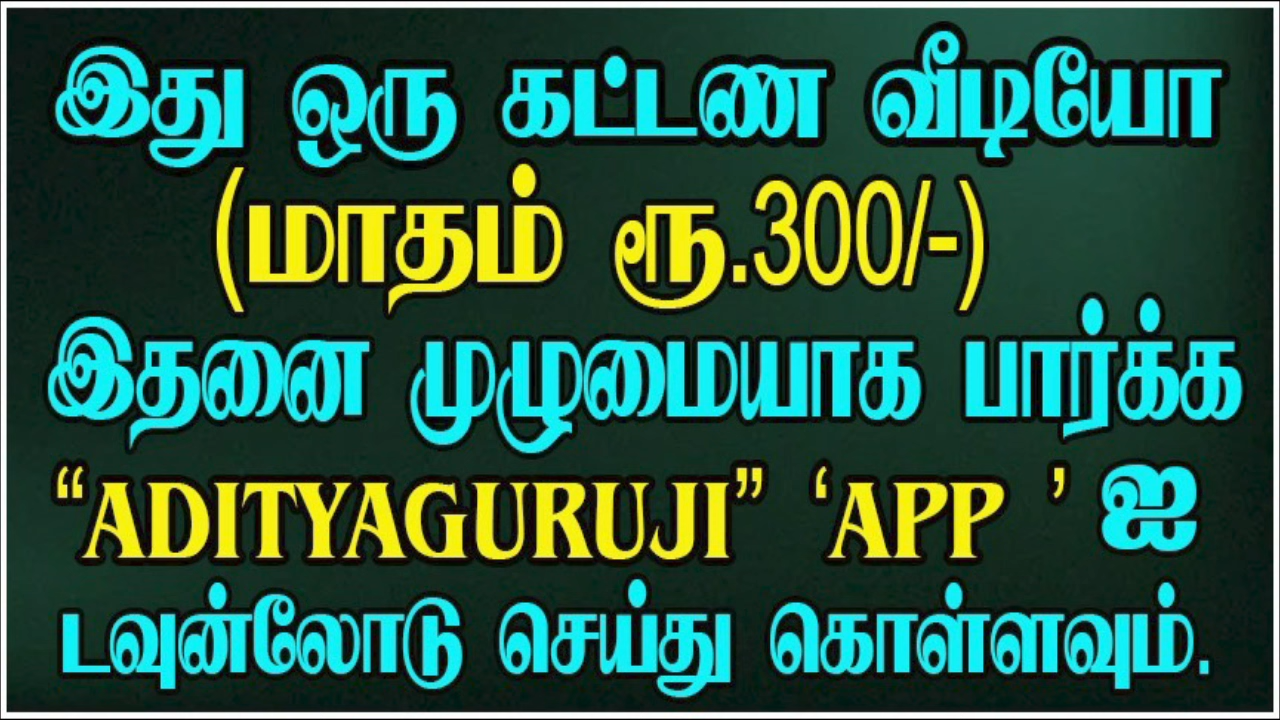 இது ஒரு கட்டண வீடியோ
(மாதம் ரூ.300/-)
இதனை முழுமையாக பார்க்க
“ADITYAGURUJI” ‘APP ’ ஐ
டவுன்லோடு செய்து கொள்ளவும்.